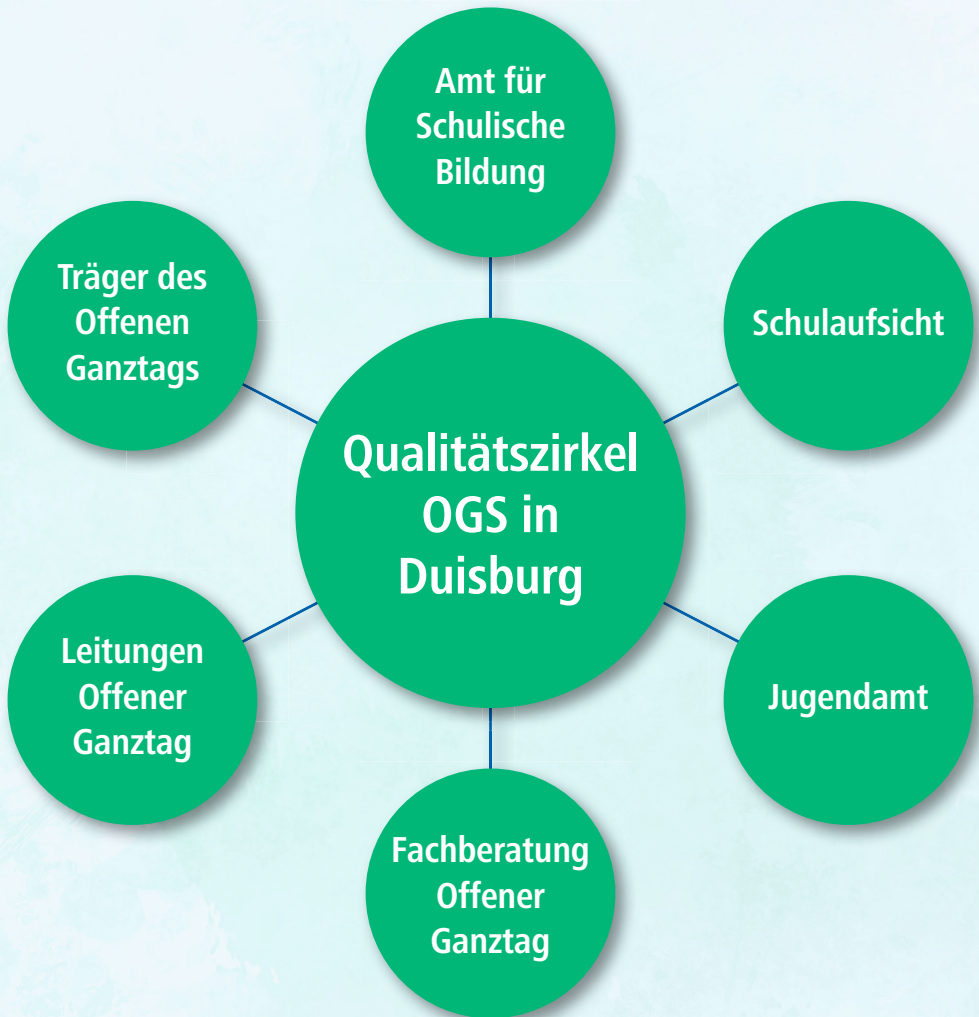 Amt für
Schulische
Bildung
Träger des
Offenen
Ganztags
Schulaufsicht
Qualitätszirkel
OGS in
Duisburg
Leitungen
Offener
Ganztag
Jugendamt
Fachberatung
Offener
Ganztag